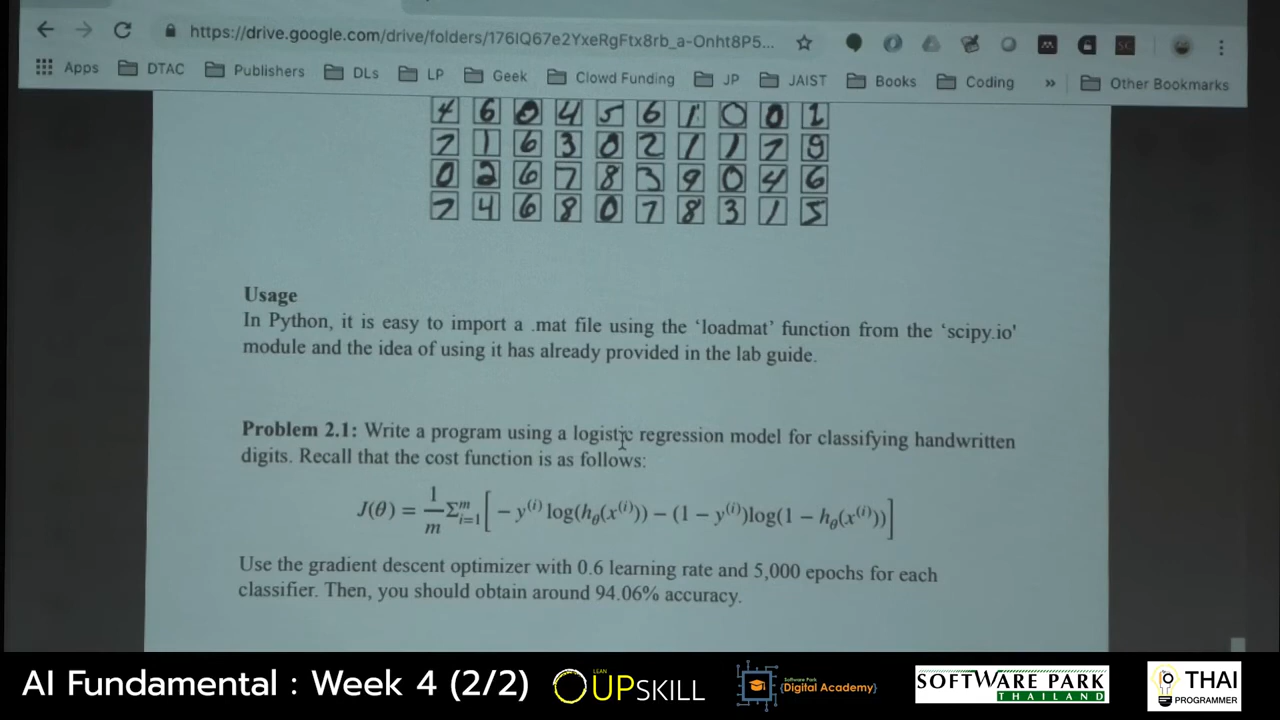 https://drive.google.com/drive/folders/176IQ67e2YxeRgFtx8rb_a-Onht8P5...
Apps DTAC Publishers DLs LP Geek Clowd Funding JP JAIST Books Coding » Other Bookmarks
4 6 0 4 5 6 1 0 0 2
7 1 6 3 0 2 1 1 7 9
0 2 6 7 8 3 9 0 4 6
7 4 6 8 0 7 8 3 1 5
Usage
In Python, it is easy to import a .mat file using the ‘loadmat’ function from the ‘scipy.io'
module and the idea of using it has already provided in the lab guide.
Problem 2.1: Write a program using a logistic regression model for classifying handwritten
digits. Recall that the cost function is as follows:
J(θ) = 1/m Σᵐᵢ₌₁ [ − y⁽ⁱ⁾ log(h_θ(x⁽ⁱ⁾)) − (1 − y⁽ⁱ⁾)log(1 − h_θ(x⁽ⁱ⁾)) ]
Use the gradient descent optimizer with 0.6 learning rate and 5,000 epochs for each
classifier. Then, you should obtain around 94.06% accuracy.
AI Fundamental : Week 4 (2/2)
LEAN
UPSKILL
Software Park
{Digital Academy}
SOFTWARE PARK
THAILAND
THAI
PROGRAMMER